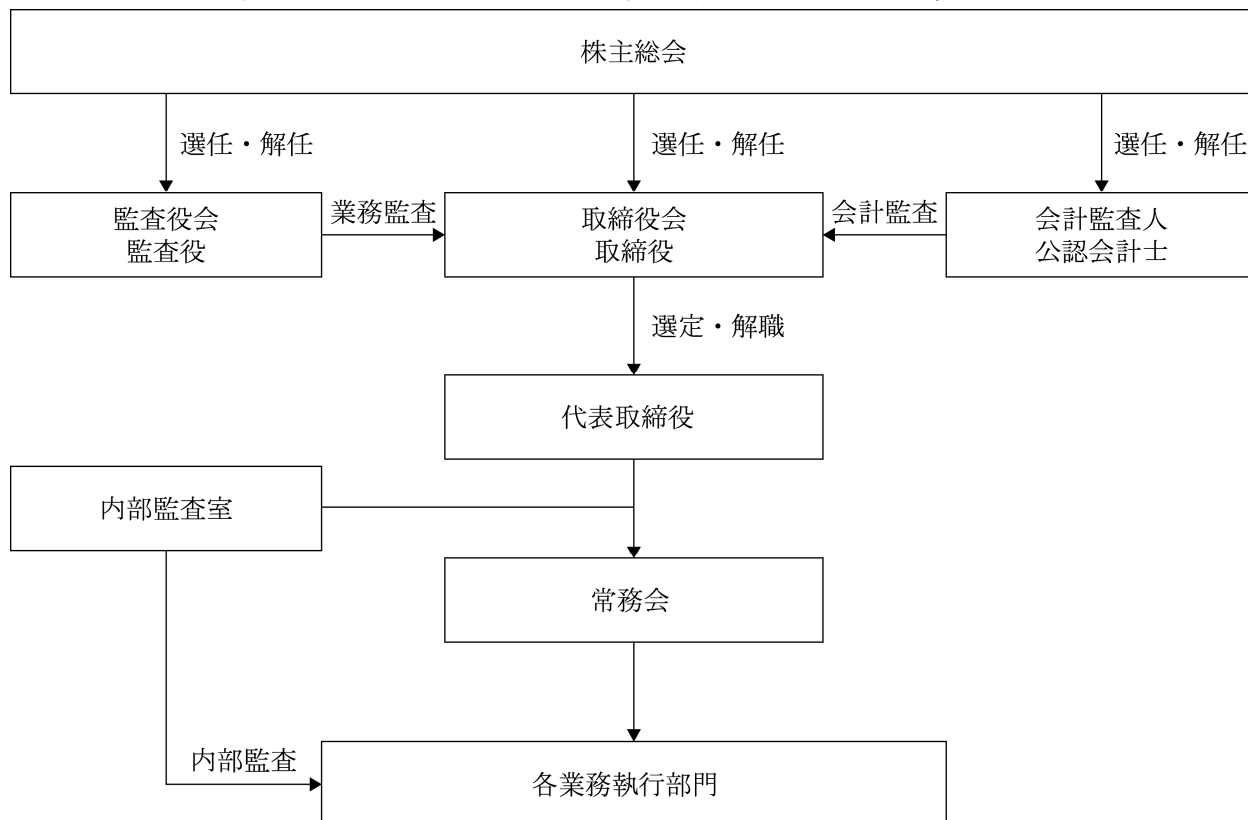 株主総会
選任・解任
選任・解任
選任・解任
監査役会
監査役
業務監査
取締役会
取締役
会計監査
会計監査人
公認会計士
選定・解職
代表取締役
内部監査室
常務会
内部監査
各業務執行部門